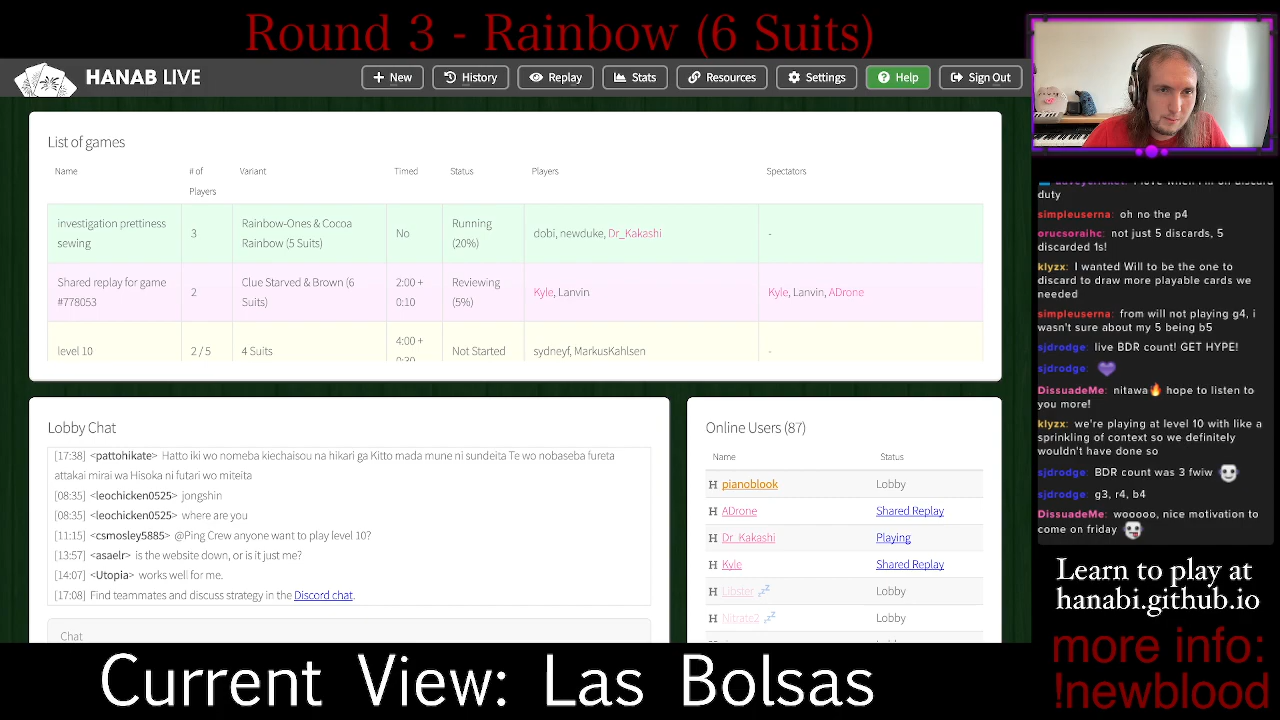 Round 3 - Rainbow (6 Suits)
HANAB LIVE
New
History
Replay
Stats
Resources
Settings
Help
Sign Out
List of games
Name
# of
Players
Variant
Timed
Status
Players
Spectators
investigation prettiness
sewing
3
Rainbow-Ones & Cocoa
Rainbow (5 Suits)
No
Running
(20%)
dobi, newduke, Dr_Kakashi
-
Shared replay for game
#778053
2
Clue Starved & Brown (6
Suits)
2:00 +
0:10
Reviewing
(5%)
Kyle, Lanvin
Kyle, Lanvin, ADrone
level 10
2 / 5
4 Suits
4:00 +
Not Started
sydneyf, MarkusKahlsen
-
Lobby Chat
[17:38] <pattohikate> Hatto iki wo nomeba kiechaisou na hikari ga Kitto mada mune ni sundeita Te wo nobaseba fureta
attakai mirai wa Hisoka ni futari wo miteita
[08:35] <leochicken0525> jongshin
[08:35] <leochicken0525> where are you
[11:15] <csmosley5885> @Ping Crew anyone want to play level 10?
[13:57] <asaelr> is the website down, or is it just me?
[14:07] <Utopia> works well for me.
[17:08] Find teammates and discuss strategy in the Discord chat.
Chat
Online Users (87)
Name
Status
H pianoblook Lobby
H ADrone Shared Replay
H Dr_Kakashi Playing
H Kyle Shared Replay
H Libster Lobby
H Nitrate2 Lobby
duty
simpleuserna: oh no the p4
orucsoraihc: not just 5 discards, 5
discarded 1s!
klyzx: I wanted Will to be the one to
discard to draw more playable cards we
needed
simpleuserna: from will not playing g4, i
wasn't sure about my 5 being b5
sjdrodge: live BDR count! GET HYPE!
sjdrodge:
DissuadeMe: nitawa hope to listen to
you more!
klyzx: we're playing at level 10 with like a
sprinkling of context so we definitely
wouldn't have done so
sjdrodge: BDR count was 3 fwiw
sjdrodge: g3, r4, b4
DissuadeMe: wooooo, nice motivation to
come on friday
Learn to play at
hanabi.github.io
more info:
!newblood
Current View: Las Bolsas